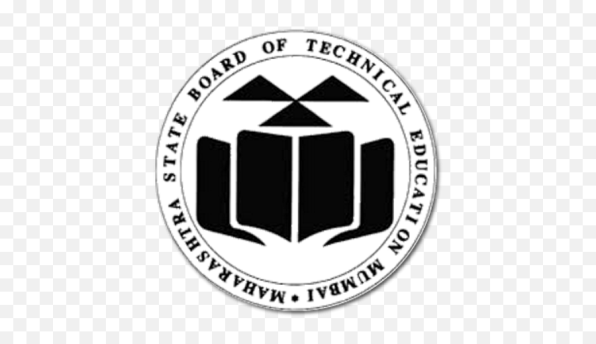 MAHARASHTRA STATE BOARD OF TECHNICAL EDUCATION MUMBAI *